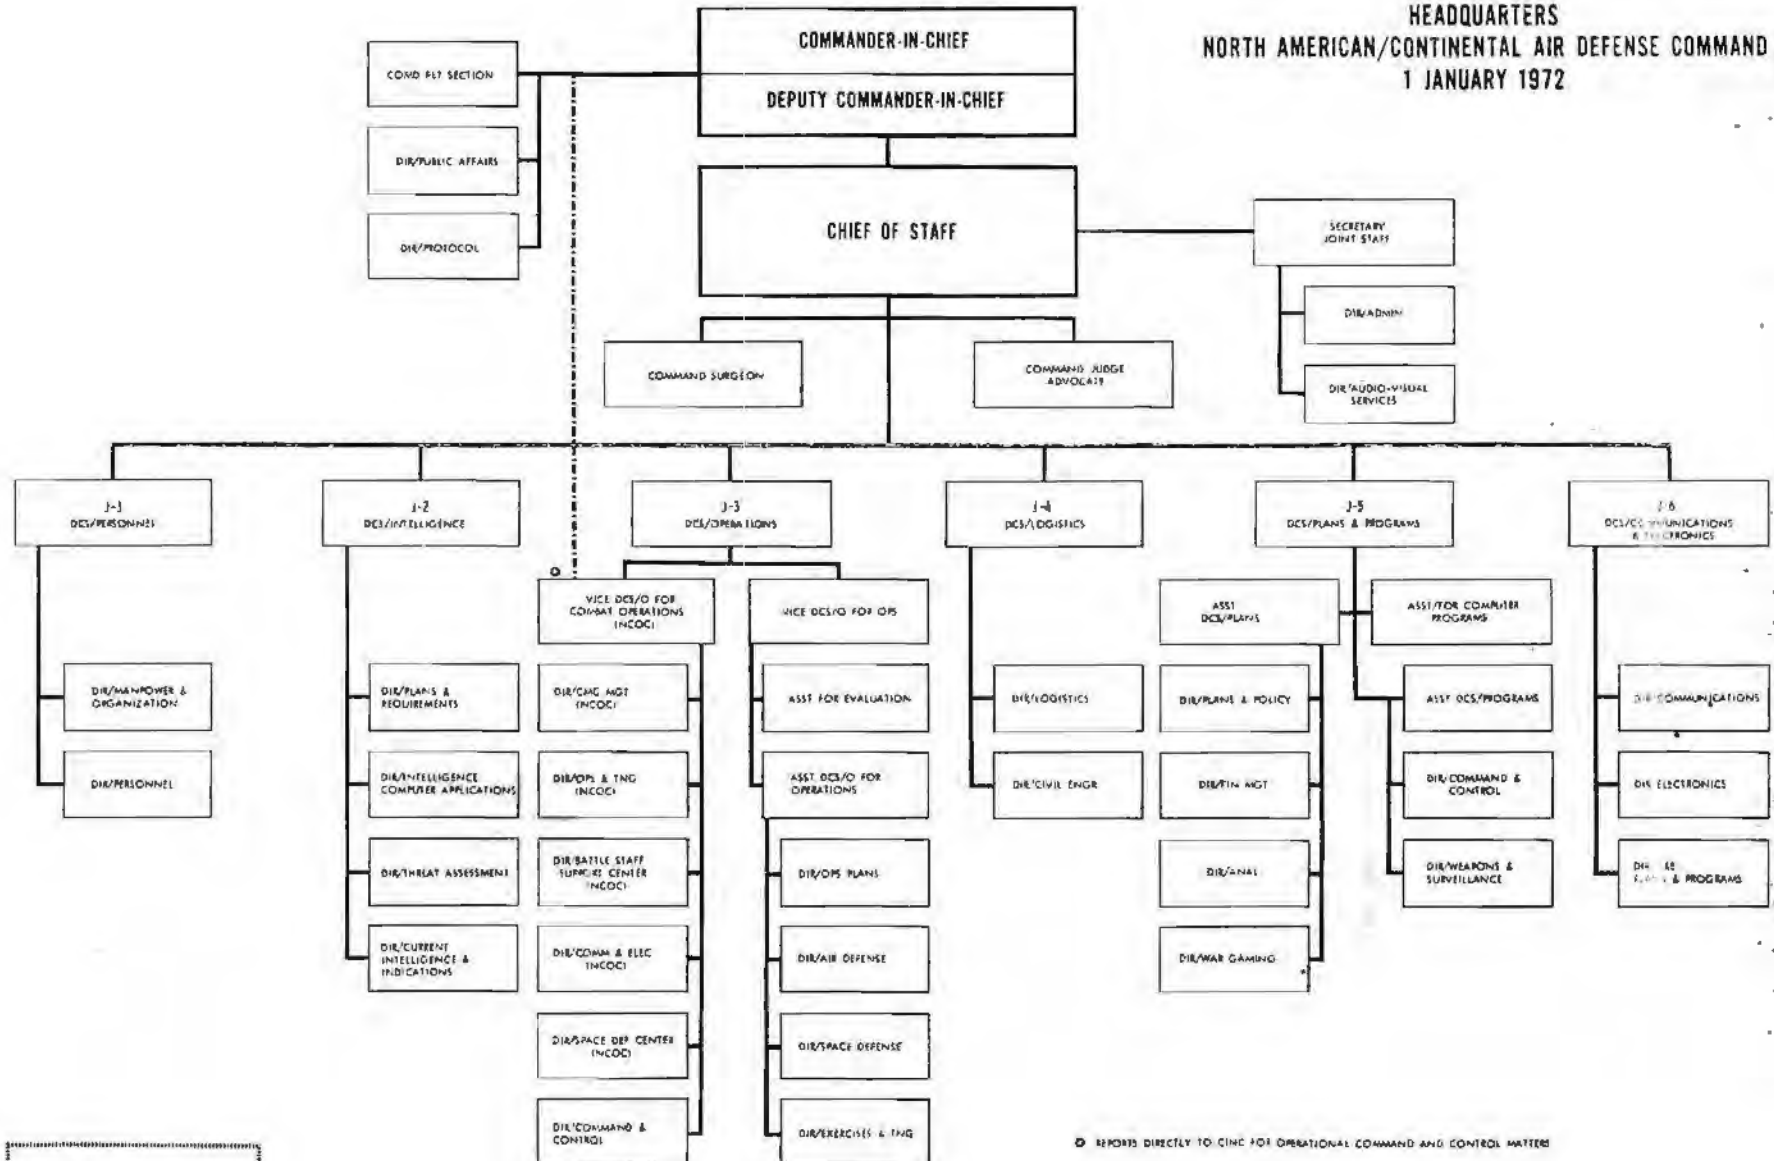 HEADQUARTERS
NORTH AMERICAN/CONTINENTAL AIR DEFENSE COMMAND
1 JANUARY 1972
COMMANDER-IN-CHIEF
DEPUTY COMMANDER-IN-CHIEF
COMD FLT SECTION
DIR/PUBLIC AFFAIRS
DIR/PROTOCOL
CHIEF OF STAFF
SECRETARY
JOINT STAFF
DIR/ADMIN
DIR/AUDIO-VISUAL
SERVICES
COMMAND SURGEON
COMMAND JUDGE
ADVOCATE
J-1
DCS/PERSONNEL
DIR/MANPOWER &
ORGANIZATION
DIR/PERSONNEL
J-2
DCS/INTELLIGENCE
DIR/PLANS &
REQUIREMENTS
DIR/INTELLIGENCE
COMPUTER APPLICATIONS
DIR/THREAT ASSESSMENT
DIR/CURRENT
INTELLIGENCE &
INDICATIONS
J-3
DCS/OPERATIONS
VICE DCS/O FOR
COMBAT OPERATIONS
(NCOC)
DIR/CMC MGT
(NCOC)
DIR/OPS & TNG
(NCOC)
DIR/BATTLE STAFF
SUPPORT CENTER
(NCOC)
DIR/COMM & ELEC
(NCOC)
DIR/SPACE DEF CENTER
(NCOC)
DIR/COMMAND &
CONTROL
VICE DCS/O FOR OPS
ASST FOR EVALUATION
ASST DCS/O FOR
OPERATIONS
DIR/OPS PLANS
DIR/AIR DEFENSE
DIR/SPACE DEFENSE
DIR/EXERCISES & TNG
J-4
DCS/LOGISTICS
DIR/LOGISTICS
DIR/CIVIL ENGR
J-5
DCS/PLANS & PROGRAMS
ASST
DCS/PLANS
DIR/PLANS & POLICY
DIR/FIN MGT
DIR/ANAL
DIR/WAR GAMING
ASST/FOR COMPUTER
PROGRAMS
ASST DCS/PROGRAMS
DIR/COMMAND &
CONTROL
DIR/WEAPONS &
SURVEILLANCE
J-6
DCS/COMMUNICATIONS
& ELECTRONICS
DIR/COMMUNICATIONS
DIR ELECTRONICS
DIR
PLANS & PROGRAMS
O REPORTS DIRECTLY TO CINC FOR OPERATIONAL COMMAND AND CONTROL MATTERS